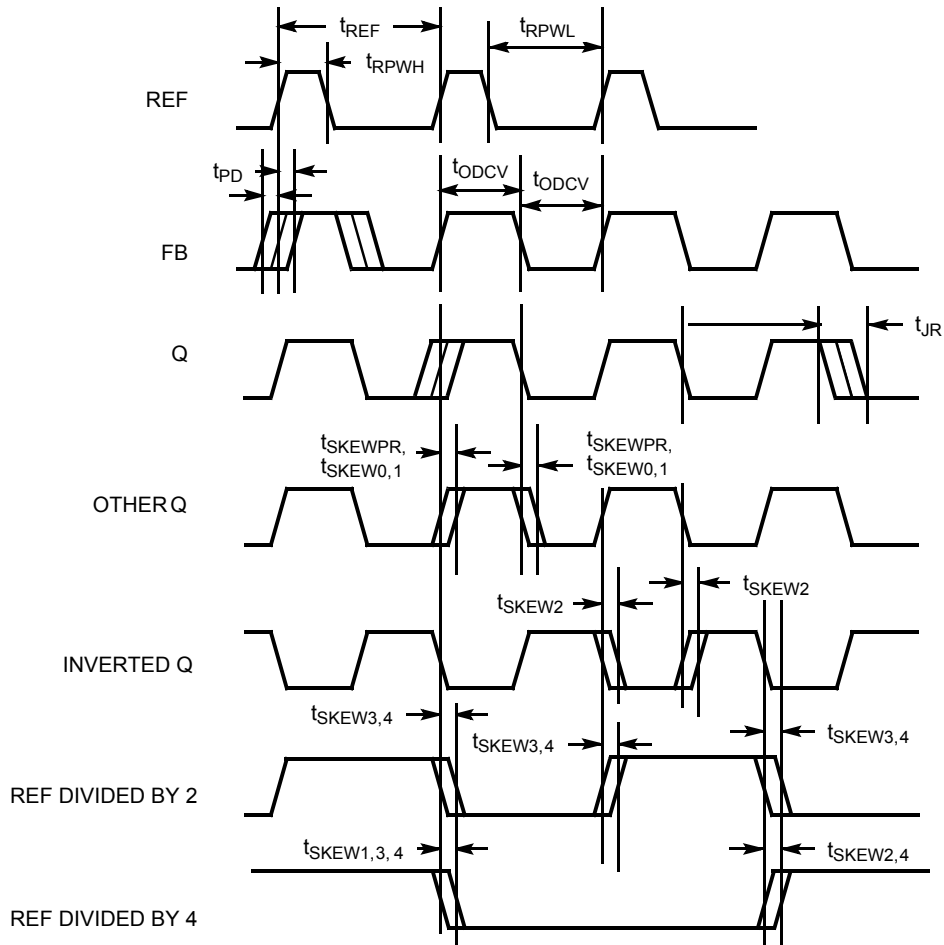 tREF
tRPWL
tRPWH
REF
tPD
tODCV
tODCV
FB
Q
tJR
tSKEWPR,
tSKEW0,1
tSKEWPR,
tSKEW0,1
OTHER Q
tSKEW2
tSKEW2
INVERTED Q
tSKEW3,4
tSKEW3,4
tSKEW3,4
REF DIVIDED BY 2
tSKEW1,3,4
tSKEW2,4
REF DIVIDED BY 4